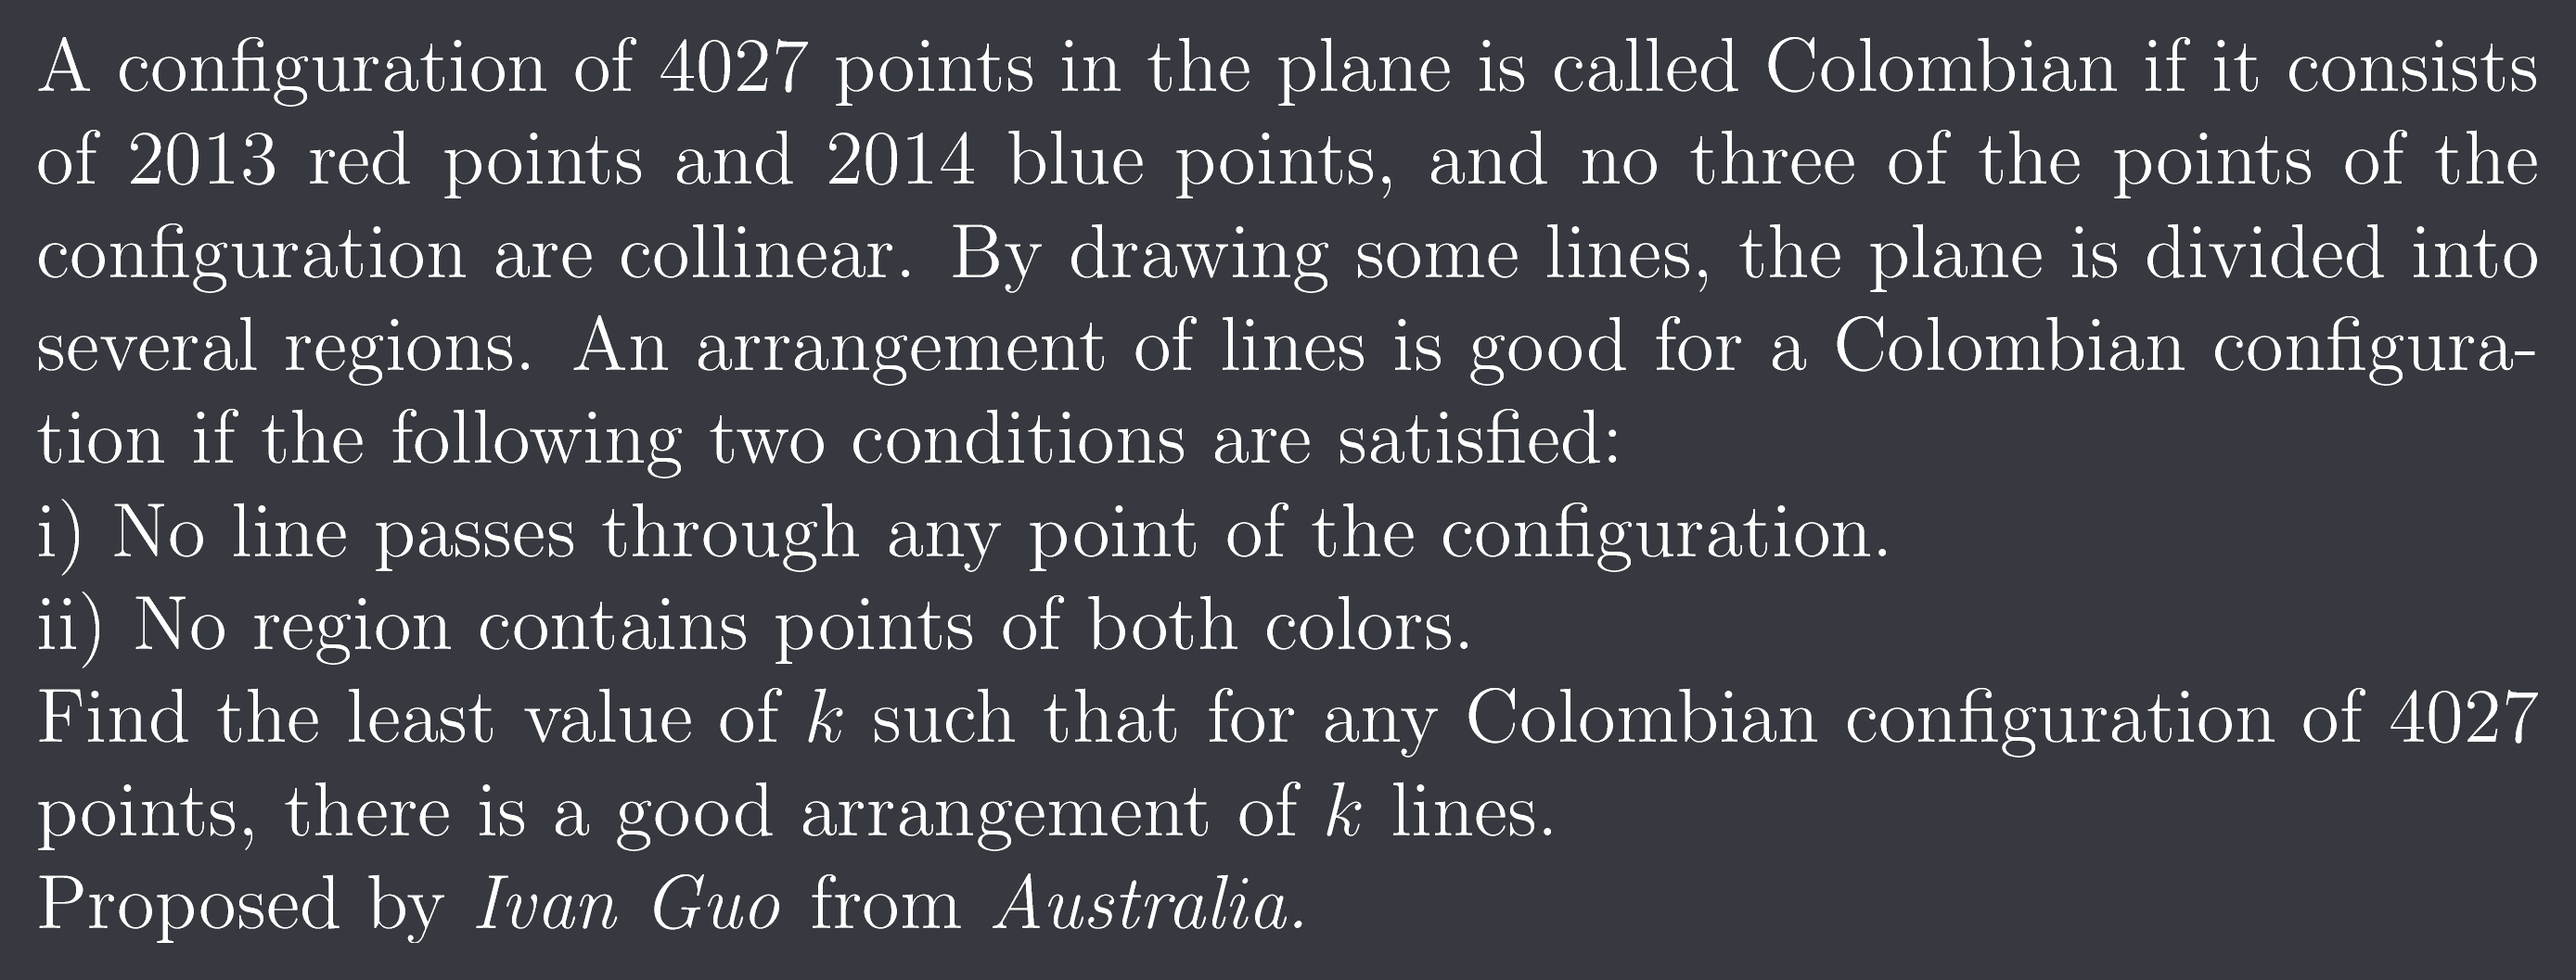 A configuration of 4027 points in the plane is called Colombian if it consists
of 2013 red points and 2014 blue points, and no three of the points of the
configuration are collinear. By drawing some lines, the plane is divided into
several regions. An arrangement of lines is good for a Colombian configura-
tion if the following two conditions are satisfied:
i) No line passes through any point of the configuration.
ii) No region contains points of both colors.
Find the least value of k such that for any Colombian configuration of 4027
points, there is a good arrangement of k lines.
Proposed by Ivan Guo from Australia.